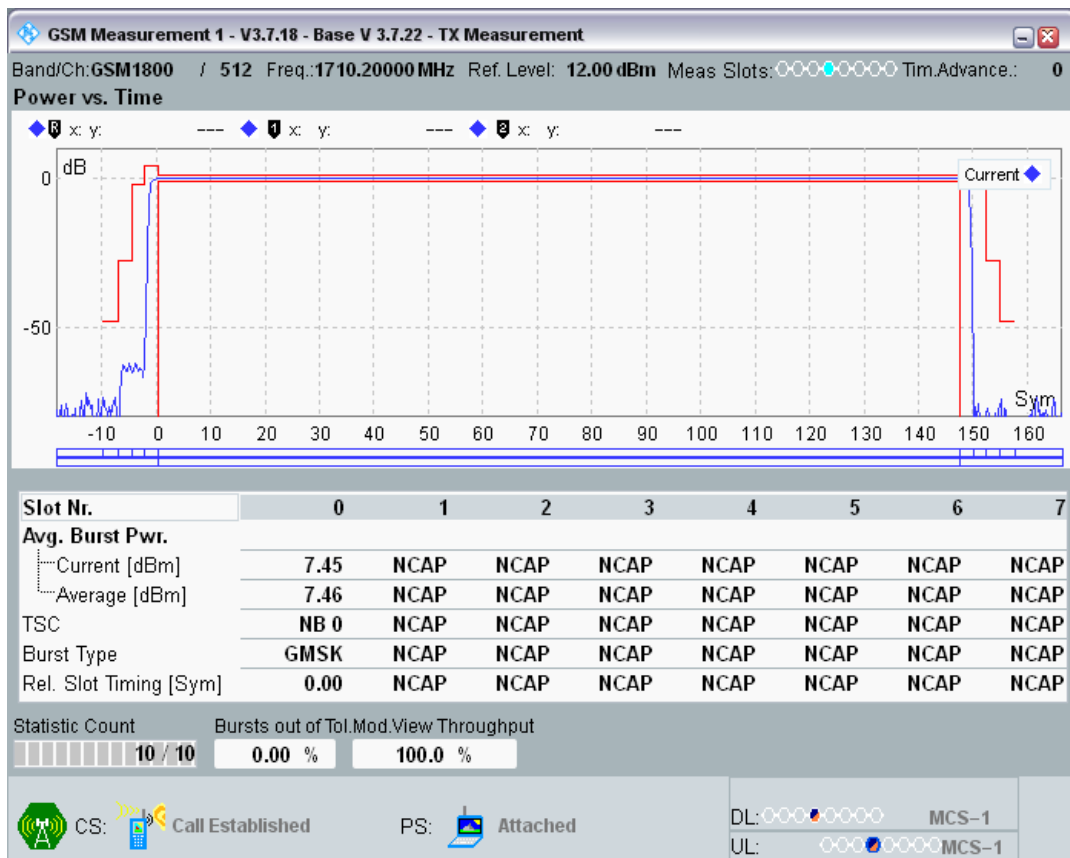 GSM Measurement 1 - V3.7.18 - Base V 3.7.22 - TX Measurement
Band/Ch:GSM1800 / 512 Freq.:1710.20000 MHz Ref. Level: 12.00 dBm Meas Slots: Tim.Advance.: 0
Power vs. Time
R x: y: --- 1 x: y: --- 2 x: y: ---
dB
0
Current
-50
Sym
-10 0 10 20 30 40 50 60 70 80 90 100 110 120 130 140 150 160
Slot Nr. 0 1 2 3 4 5 6 7
Avg. Burst Pwr.
Current [dBm] 7.45 NCAP NCAP NCAP NCAP NCAP NCAP NCAP
Average [dBm] 7.46 NCAP NCAP NCAP NCAP NCAP NCAP NCAP
TSC NB 0 NCAP NCAP NCAP NCAP NCAP NCAP NCAP
Burst Type GMSK NCAP NCAP NCAP NCAP NCAP NCAP NCAP
Rel. Slot Timing [Sym] 0.00 NCAP NCAP NCAP NCAP NCAP NCAP NCAP
Statistic Count Bursts out of Tol.Mod.View Throughput
10 / 10 0.00 % 100.0 %
CS: Call Established PS: Attached
DL: MCS-1
UL: MCS-1